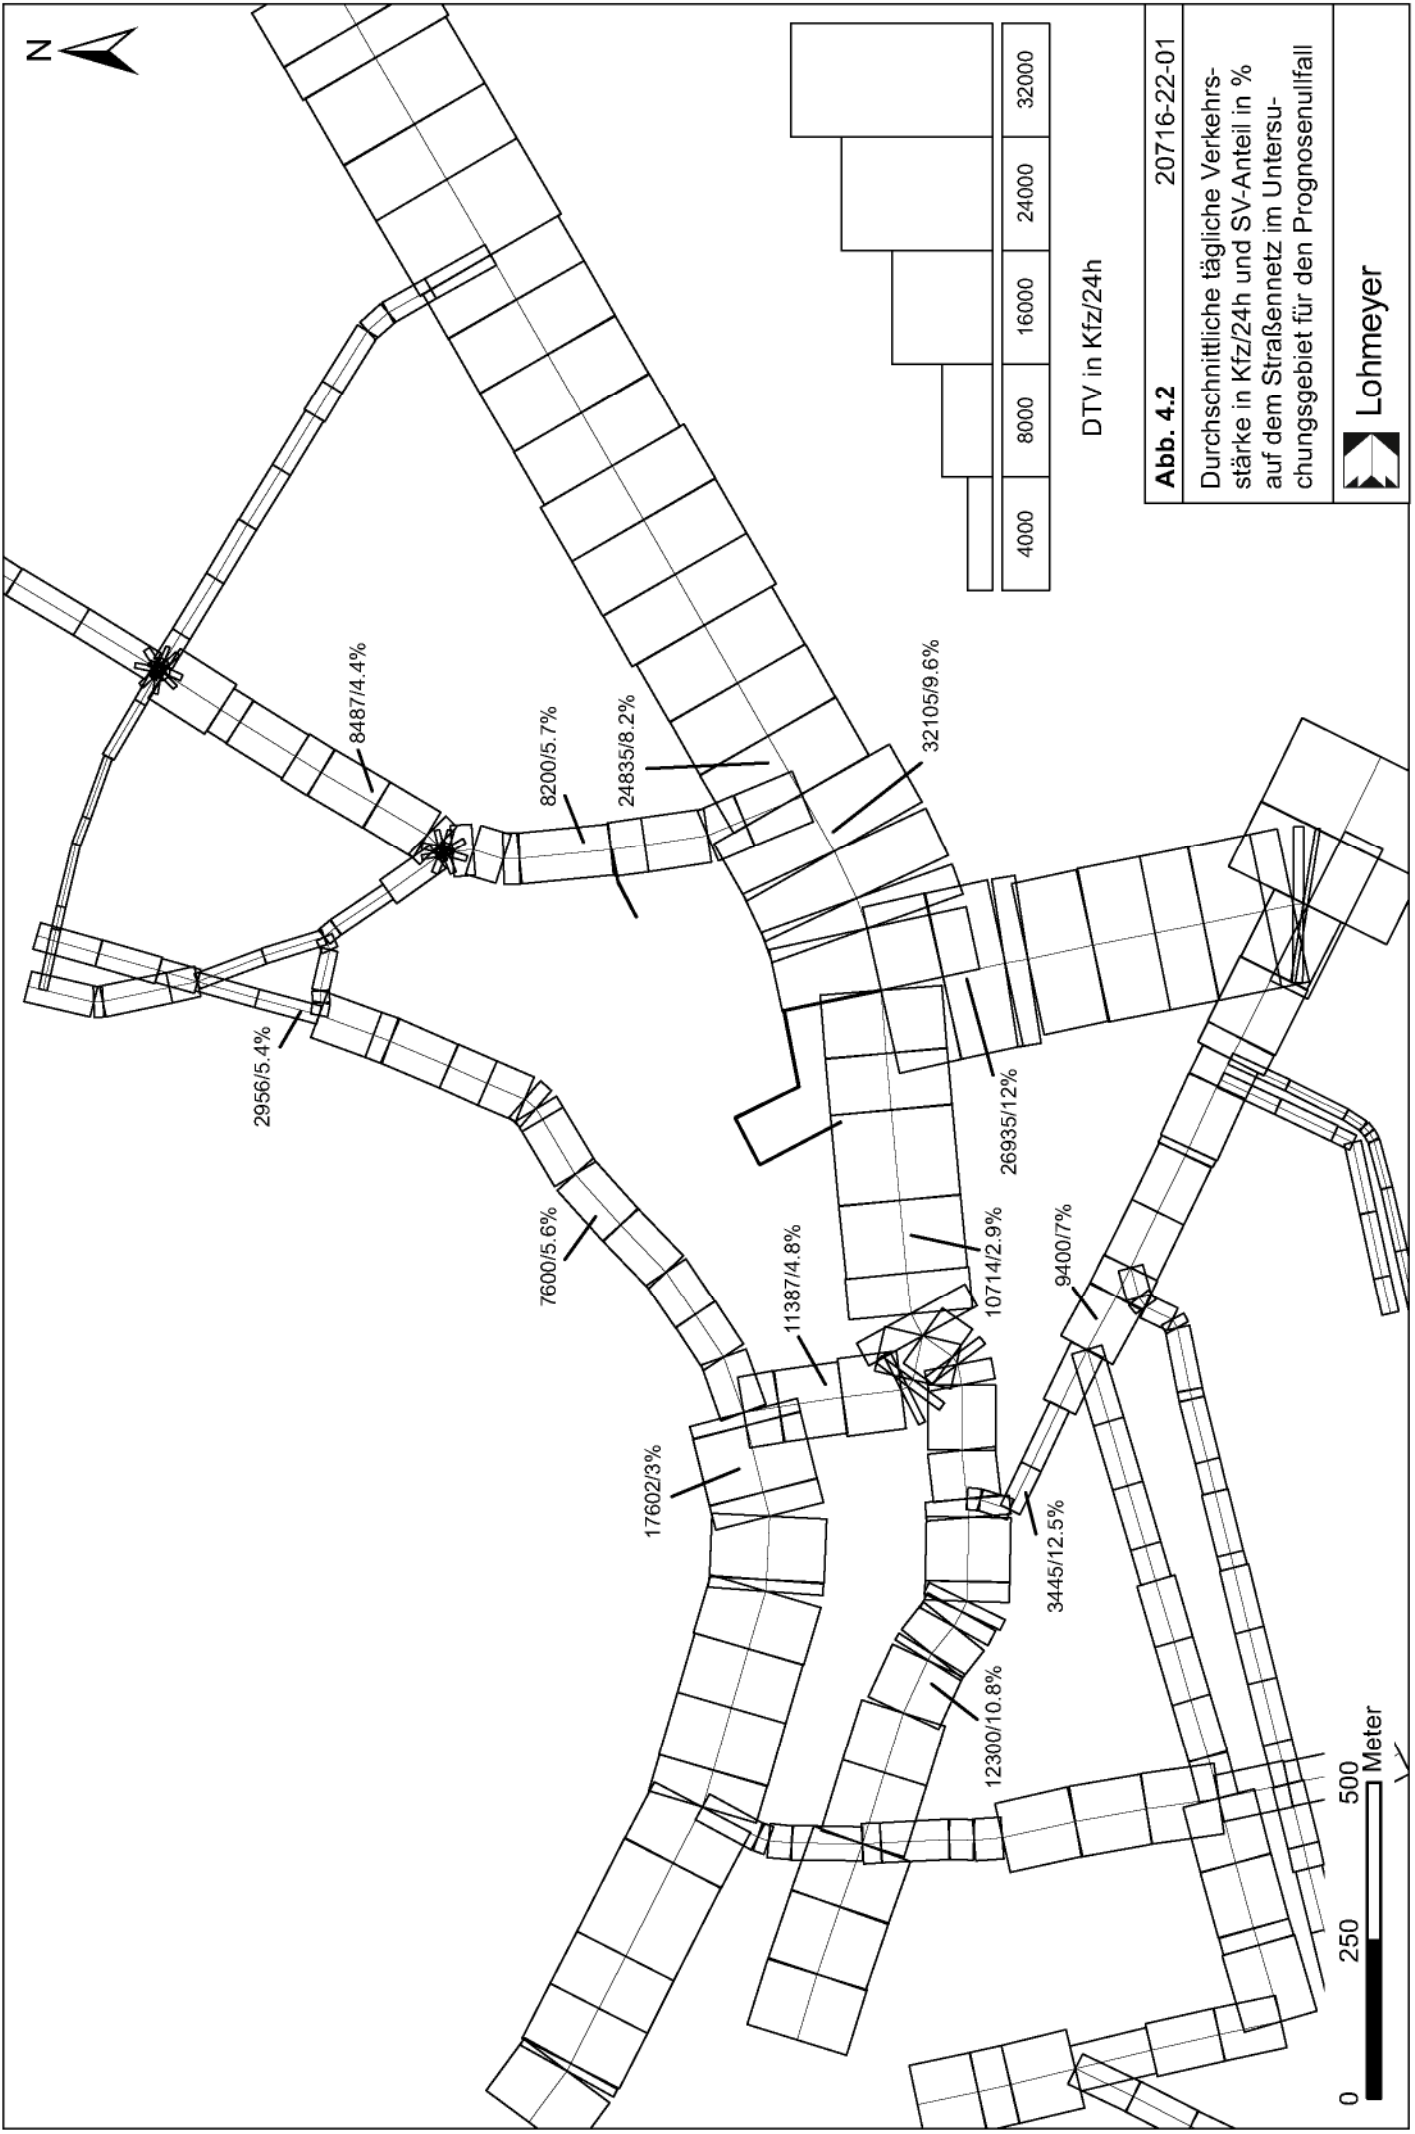 N
8487/4.4%
8200/5.7%
24835/8.2%
32105/9.6%
2956/5.4%
7600/5.6%
26935/12%
11387/4.8%
10714/2.9%
9400/7%
17602/3%
3445/12.5%
12300/10.8%
0 250 500
Meter
4000 8000 16000 24000 32000
DTV in Kfz/24h
Abb. 4.2 20716-22-01
Durchschnittliche tägliche Verkehrs-
stärke in Kfz/24h und SV-Anteil in %
auf dem Straßennetz im Untersu-
chungsgebiet für den Prognosenullfall
Lohmeyer